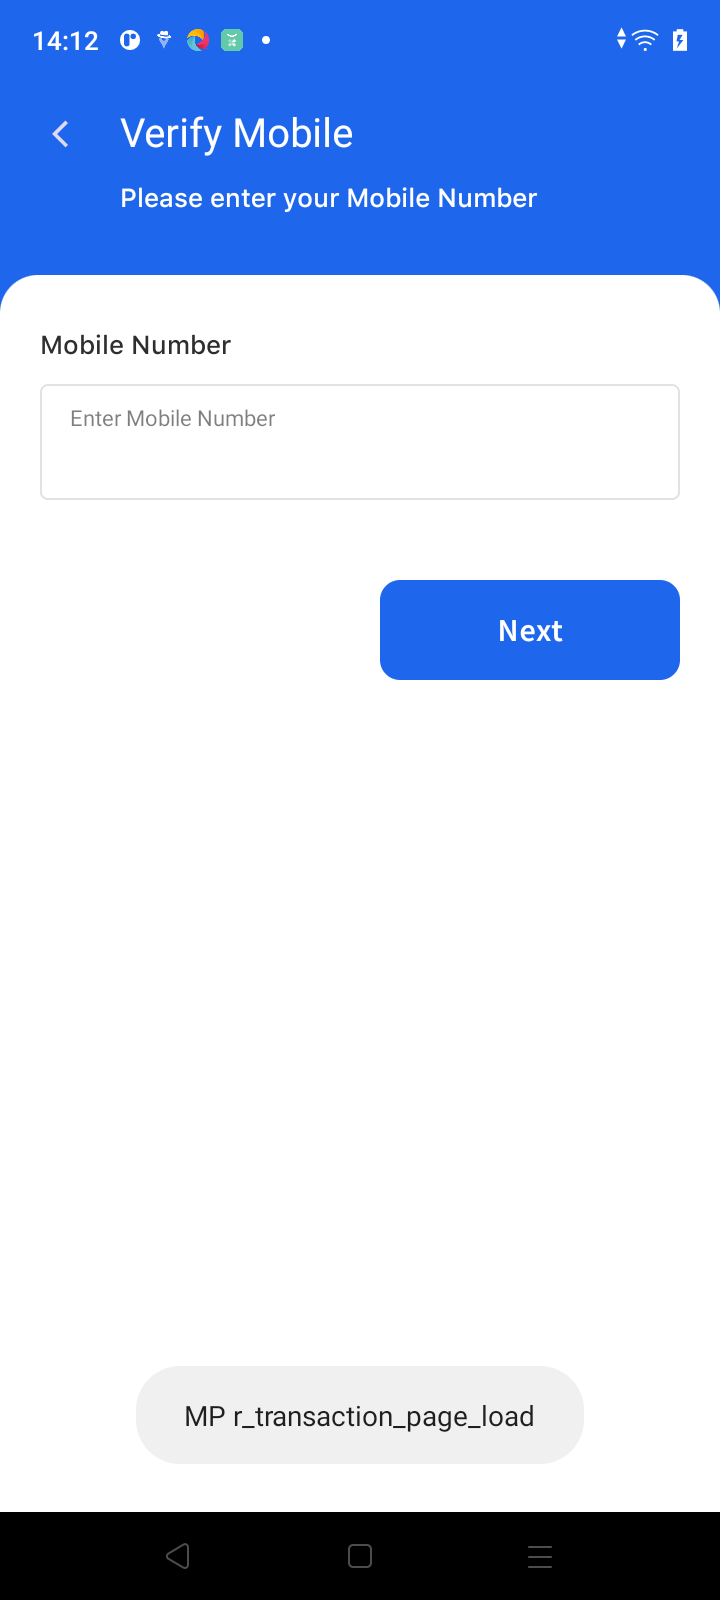 14:12
Verify Mobile
Please enter your Mobile Number
Mobile Number
Enter Mobile Number
Next
MP r_transaction_page_load